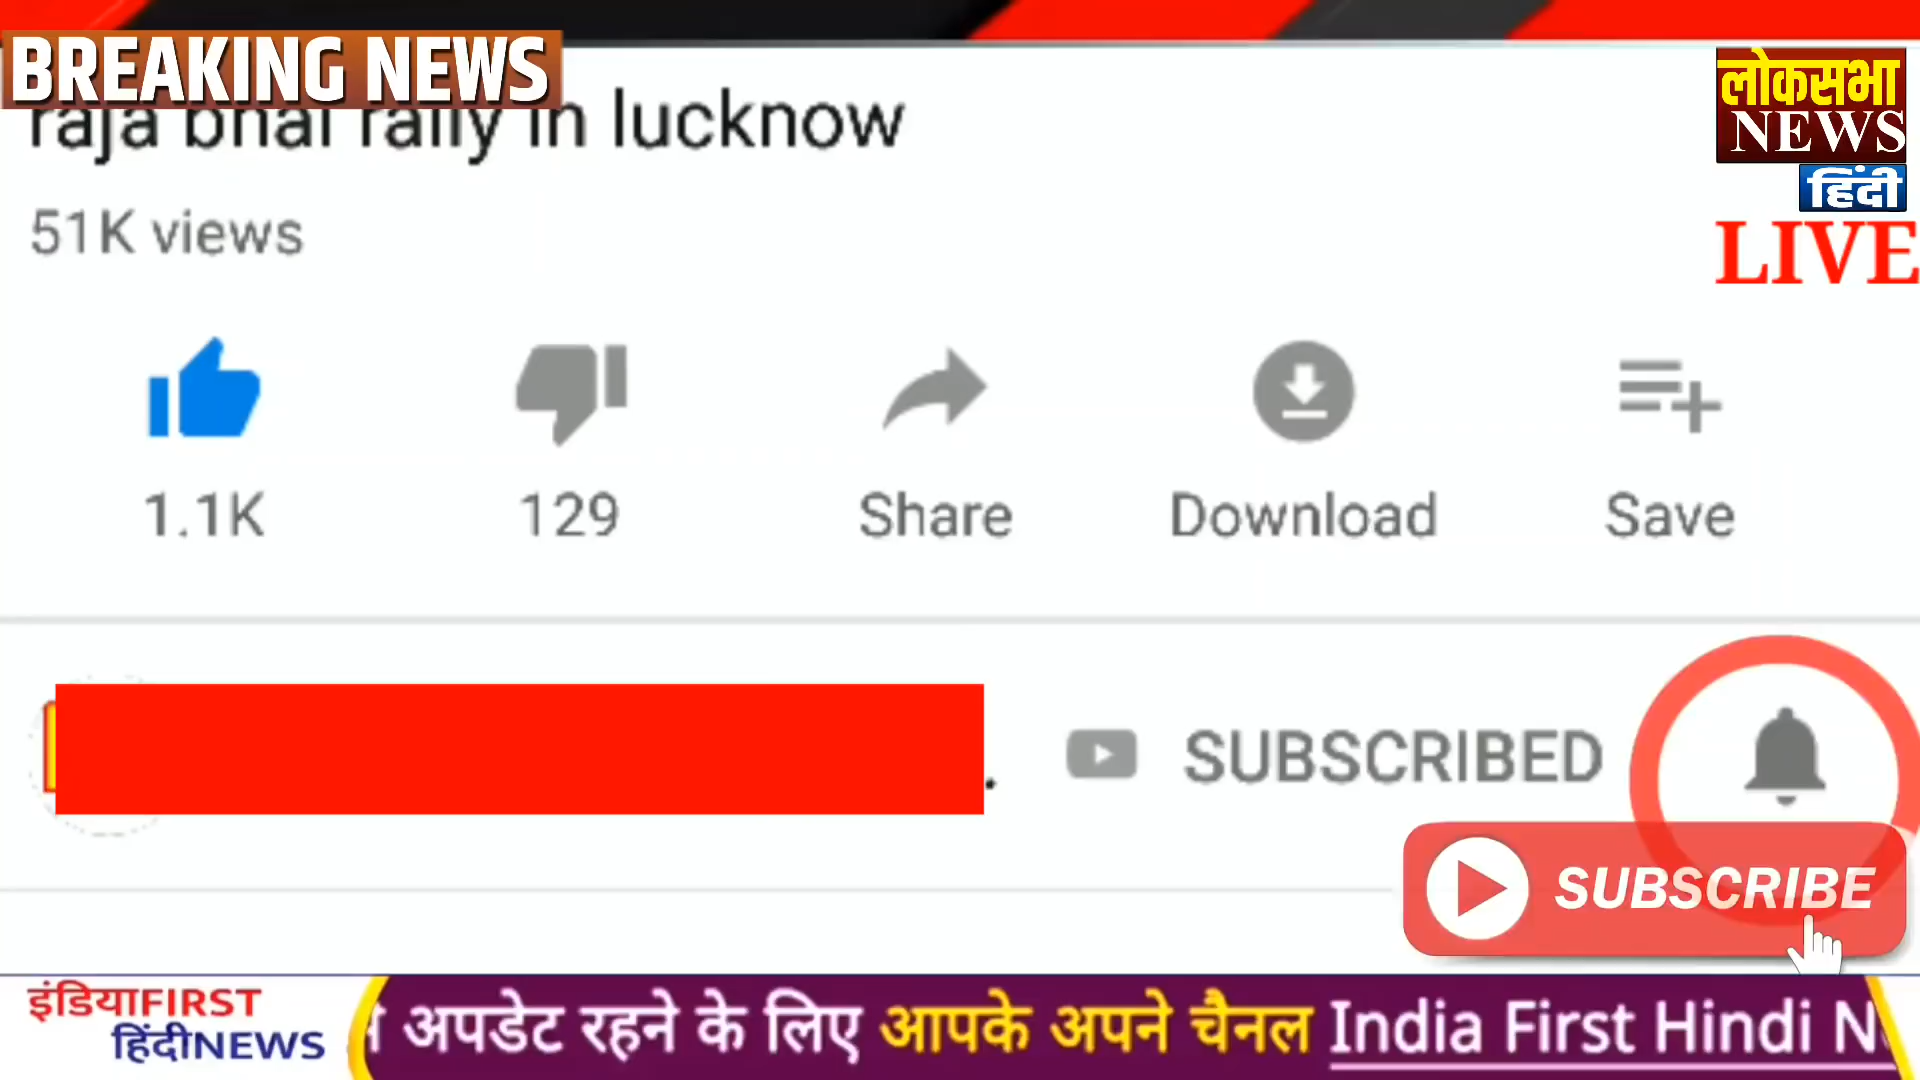 BREAKING NEWS
raja bhai rally in lucknow
लोकसभा
NEWS
हिंदी
LIVE
51K views
1.1K
129
Share
Download
Save
SUBSCRIBED
SUBSCRIBE
इंडियाFIRST
हिंदीNEWS
अपडेट रहने के लिए आपके अपने चैनल India First Hindi N